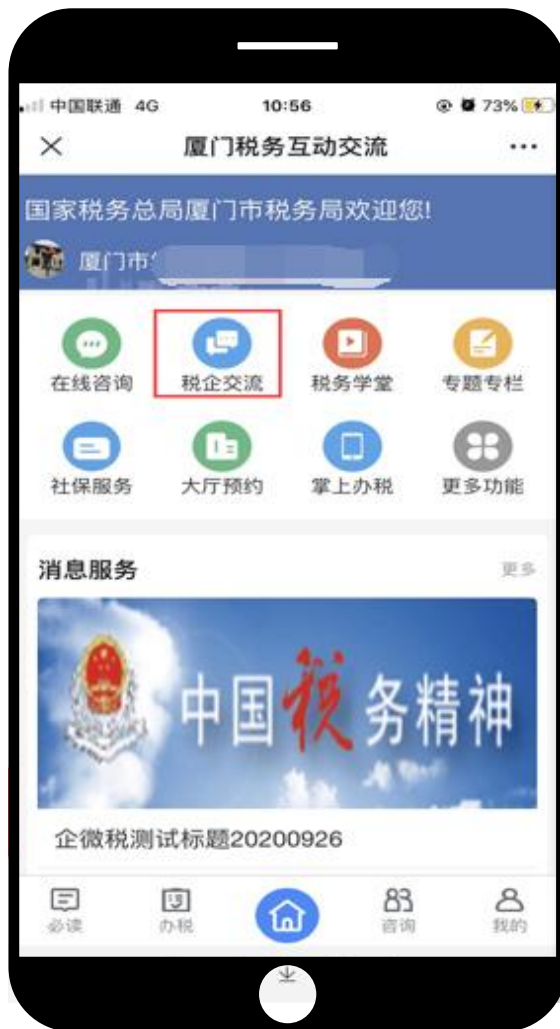 中国联通 4G 10:56 73%
厦门税务互动交流
国家税务总局厦门市税务局欢迎您!
厦门市
在线咨询 税企交流 税务学堂 专题专栏
社保服务 大厅预约 掌上办税 更多功能
消息服务 更多
中国税务精神
企微税测试标题20200926
必读 办税 咨询 我的